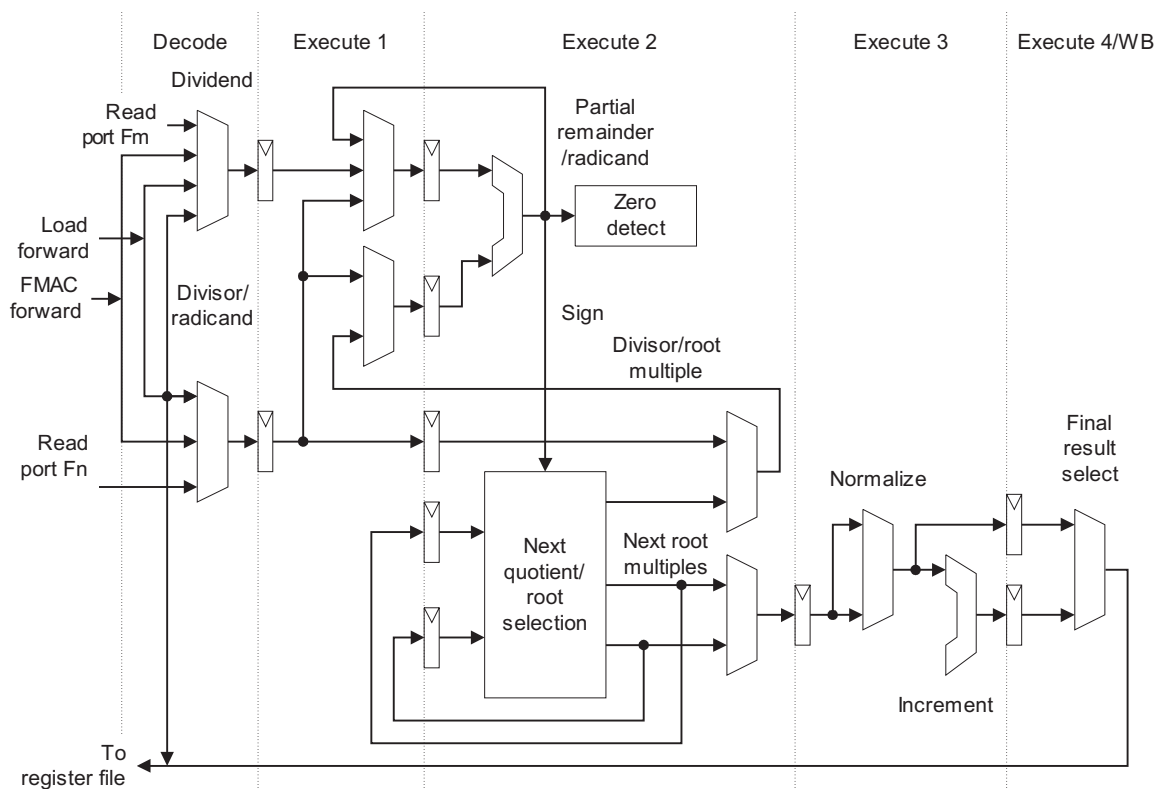 Decode
Execute 1
Execute 2
Execute 3
Execute 4/WB
Dividend
Read
port Fm
Load
forward
FMAC
forward
Divisor/
radicand
Read
port Fn
Partial
remainder
/radicand
Zero
detect
Sign
Divisor/root
multiple
Next
quotient/
root
selection
Next root
multiples
Normalize
Increment
Final
result
select
To
register file